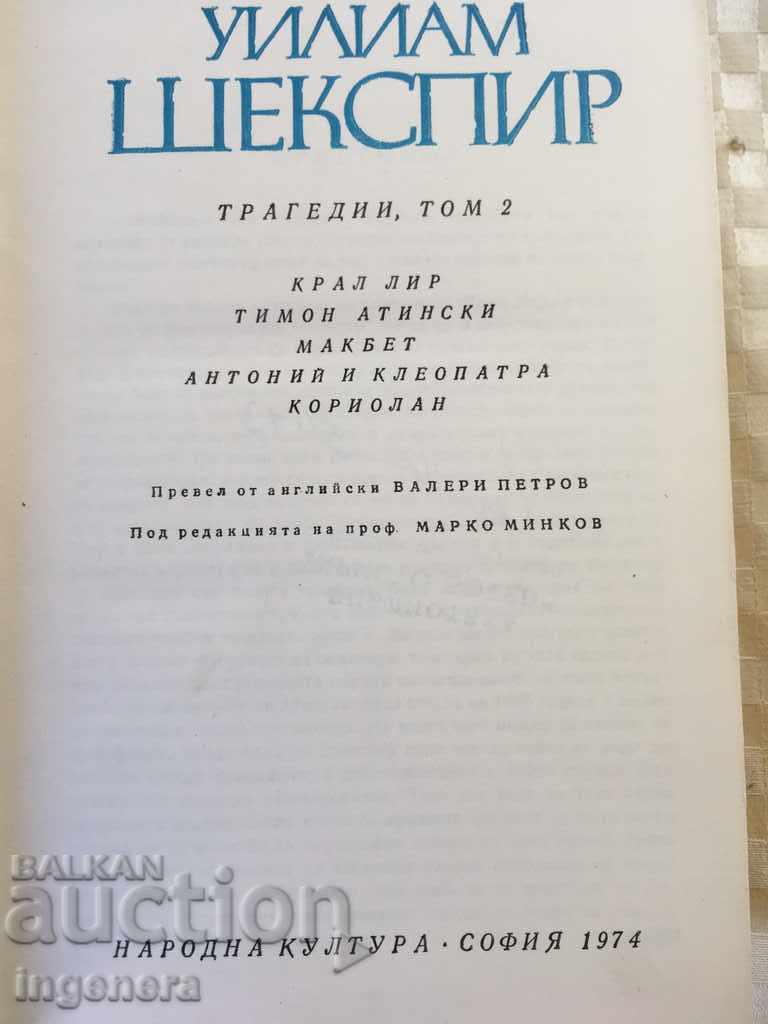 УИЛИАМ
ШЕКСПИР
ТРАГЕДИИ, ТОМ 2
КРАЛ ЛИР
ТИМОН АТИНСКИ
МАКБЕТ
АНТОНИЙ И КЛЕОПАТРА
КОРИОЛАН
Превел от английски ВАЛЕРИ ПЕТРОВ
Под редакцията на проф. МАРКО МИНКОВ
BALKAN
auction
НАРОДНА КУЛТУРА · СОФИЯ 1974
ingenera